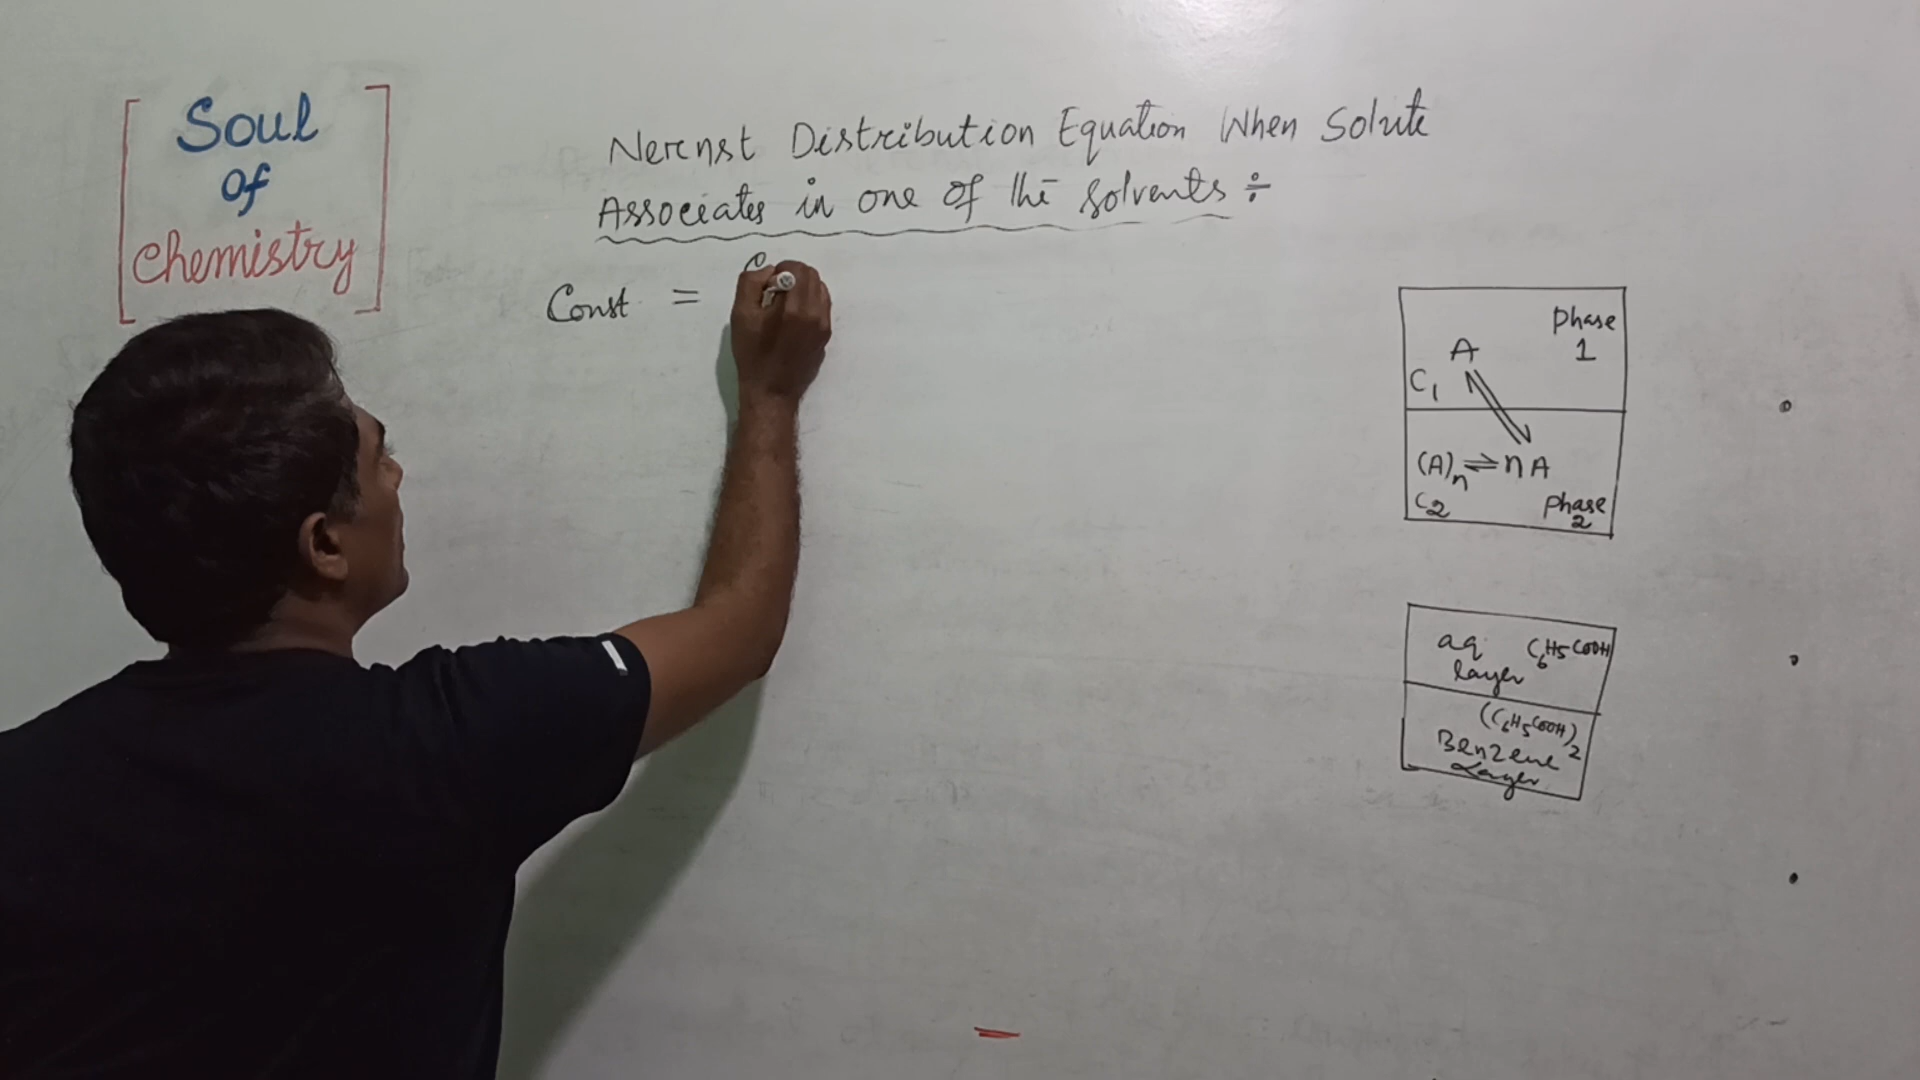 Soul
of
chemistry
Nernst Distribution Equation When Solute
Associates in one of the solvents ÷
Const = C
Phase
1
A
C₁
(A)ₙ ⇌ nA
C₂ Phase
2
aq C₆H₅COOH
layer
(C₆H₅COOH)₂
Benzene
Layer